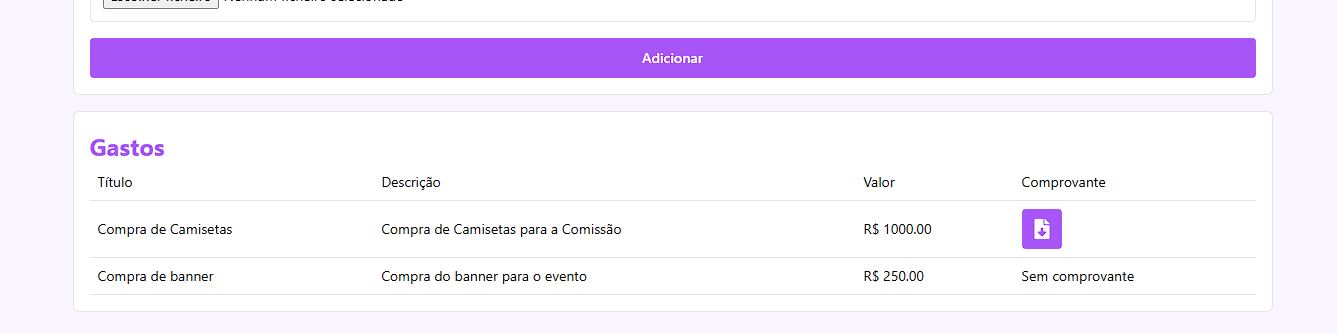 Adicionar
Gastos
Título Descrição Valor Comprovante
Compra de Camisetas Compra de Camisetas para a Comissão R$ 1000.00
Compra de banner Compra do banner para o evento R$ 250.00 Sem comprovante